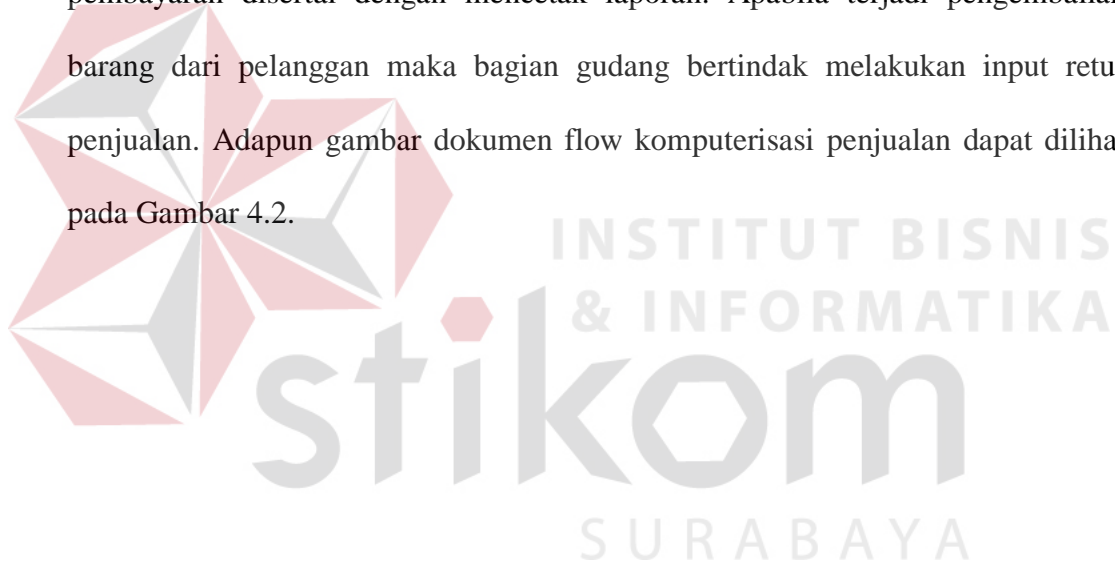 pembayaran disertai dengan mencetak laporan. Apabila terjadi
barang dari pelanggan maka bagian gudang bertindak melakukan input retu
penjualan. Adapun gambar dokumen flow komputerisasi penjualan dapat diliha
pada Gambar 4.2.
INSTITUT BISNIS
& INFORMATIKA
stikom
SURABAYA